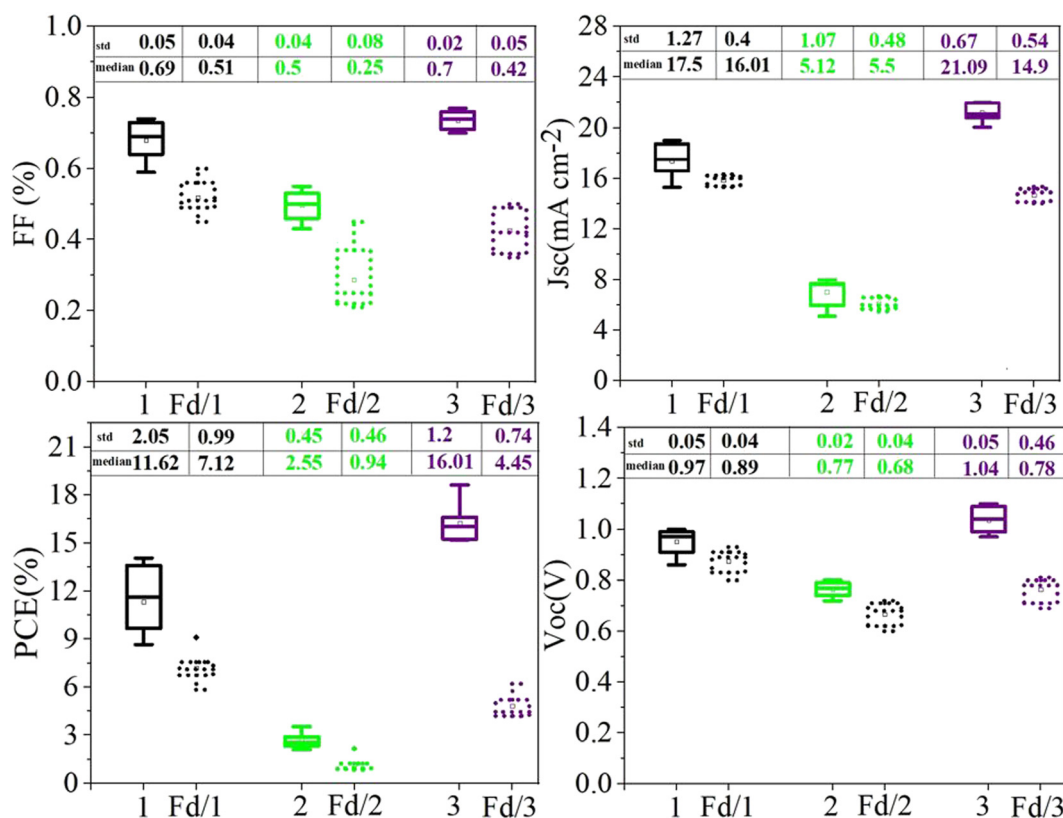 1.0
std 0.05 0.04 0.04 0.08 0.02 0.05
median 0.69 0.51 0.5 0.25 0.7 0.42
0.8
0.6
0.4
0.2
0.0
FF (%)
1 Fd/1 2 Fd/2 3 Fd/3
28
std 1.27 0.4 1.07 0.48 0.67 0.54
median 17.5 16.01 5.12 5.5 21.09 14.9
24
20
16
12
8
4
0
Jsc(mA cm-2)
1 Fd/1 2 Fd/2 3 Fd/3
21
std 2.05 0.99 0.45 0.46 1.2 0.74
median 11.62 7.12 2.55 0.94 16.01 4.45
18
15
12
9
6
3
0
PCE(%)
1 Fd/1 2 Fd/2 3 Fd/3
1.4
std 0.05 0.04 0.02 0.04 0.05 0.46
median 0.97 0.89 0.77 0.68 1.04 0.78
1.2
1.0
0.8
0.6
0.4
0.2
0.0
Voc(V)
1 Fd/1 2 Fd/2 3 Fd/3